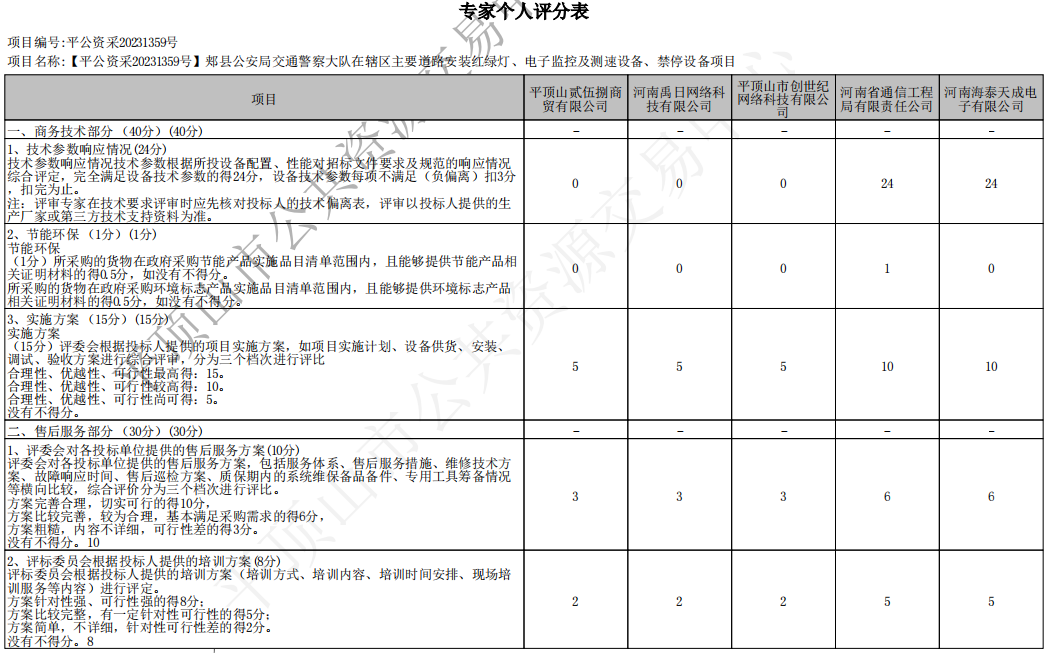 专家个人评分表
项目编号:平公资采20231359号
项目名称:【平公资采20231359号】郏县公安局交通警察大队在辖区主要道路安装红绿灯、电子监控及测速设备、禁停设备项目
项目
平顶山贰伍捌商
贸有限公司
河南禹日网络科
技有限公司
平顶山市创世纪
网络科技有限公
司
河南省通信工程
局有限责任公司
河南海泰天成电
子有限公司
一、商务技术部分（40分）(40分)
－ － － － －
1、技术参数响应情况(24分)
技术参数响应情况技术参数根据所投设备配置、性能对招标文件要求及规范的响应情况
综合评定，完全满足设备技术参数的得24分，设备技术参数每项不满足（负偏离）扣3分
，扣完为止。
注：评审专家在技术要求评审时应先核对投标人的技术偏离表，评审以投标人提供的生
产厂家或第三方技术支持资料为准。
0 0 0 24 24
2、节能环保（1分）(1分)
节能环保
（1分）所采购的货物在政府采购节能产品实施品目清单范围内，且能够提供节能产品相
关证明材料的得0.5分，如没有不得分。
所采购的货物在政府采购环境标志产品实施品目清单范围内，且能够提供环境标志产品
相关证明材料的得0.5分，如没有不得分。
0 0 0 1 0
3、实施方案（15分）(15分)
实施方案
（15分）评委会根据投标人提供的项目实施方案，如项目实施计划、设备供货、安装、
调试、验收方案进行综合评审，分为三个档次进行评比
合理性、优越性、可行性最高得：15。
合理性、优越性、可行性较高得：10。
合理性、优越性、可行性尚可得：5。
没有不得分。
5 5 5 10 10
二、售后服务部分（30分）(30分)
－ － － － －
1、评委会对各投标单位提供的售后服务方案(10分)
评委会对各投标单位提供的售后服务方案，包括服务体系、售后服务措施、维修技术方
案、故障响应时间、售后巡检方案、质保期内的系统维保备品备件、专用工具筹备情况
等横向比较，综合评价分为三个档次进行评比。
方案完善合理，切实可行的得10分，
方案比较完善，较为合理，基本满足采购需求的得6分，
方案粗糙，内容不详细，可行性差的得3分。
没有不得分。10
3 3 3 6 6
2、评标委员会根据投标人提供的培训方案(8分)
评标委员会根据投标人提供的培训方案（培训方式、培训内容、培训时间安排、现场培
训服务等内容）进行评定。
方案针对性强、可行性强的得8分；
方案比较完整，有一定针对性可行性的得5分；
方案简单，不详细，针对性可行性差的得2分。
没有不得分。8
2 2 2 5 5
平顶山市公共资源交易中心
平顶山市公共资源交易中心